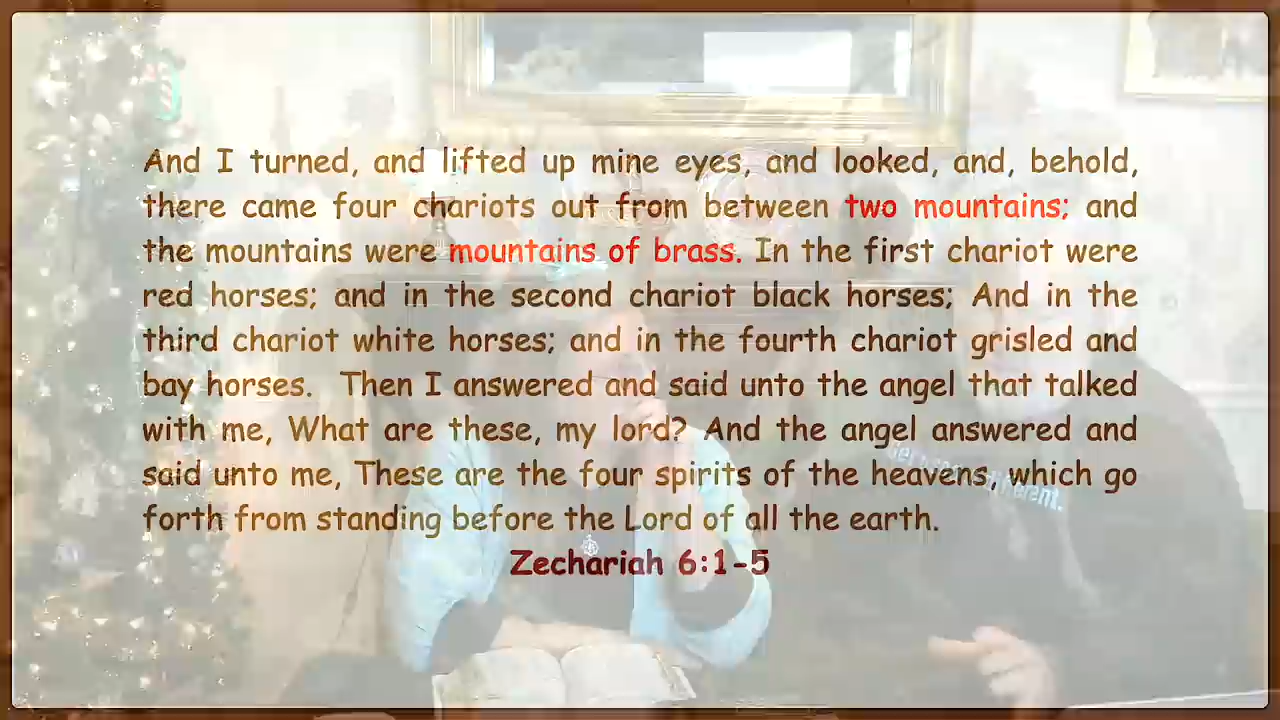 And I turned, and lifted up mine eyes, and looked, and, behold,
there came four chariots out from between two mountains; and
the mountains were mountains of brass. In the first chariot were
red horses; and in the second chariot black horses; And in the
third chariot white horses; and in the fourth chariot grisled and
bay horses. Then I answered and said unto the angel that talked
with me, What are these, my lord? And the angel answered and
said unto me, These are the four spirits of the heavens, which go
forth from standing before the Lord of all the earth.
Zechariah 6:1-5